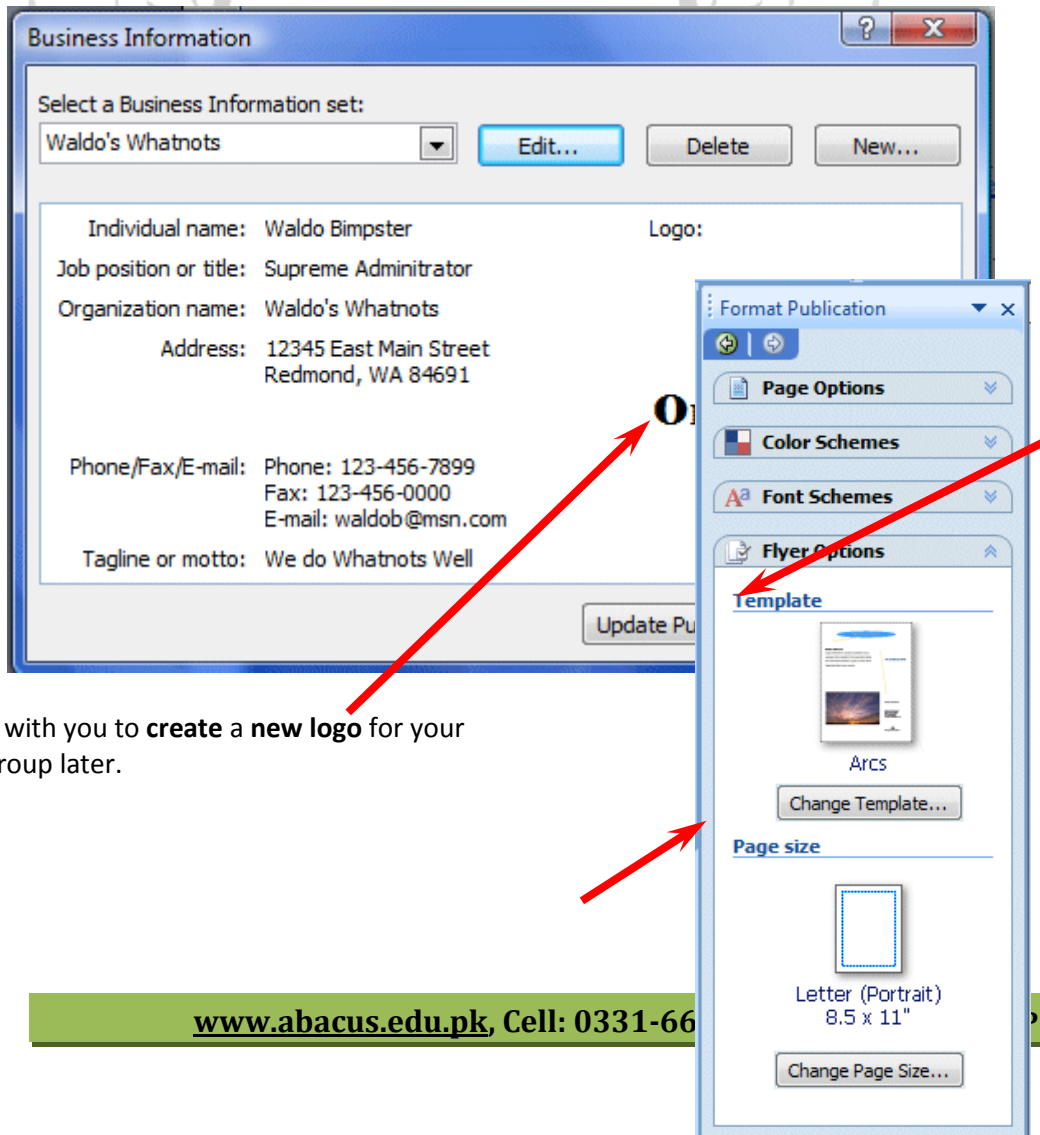 Business Information
Select a Business Information set:
Waldo's Whatnots
Edit...
Delete
New...
Individual name: Waldo Bimpster
Logo:
Job position or title: Supreme Adminitrator
Organization name: Waldo's Whatnots
Address: 12345 East Main Street
Redmond, WA 84691
Phone/Fax/E-mail: Phone: 123-456-7899
Fax: 123-456-0000
E-mail: waldob@msn.com
Tagline or motto: We do Whatnots Well
Update Pu
Format Publication
Page Options
Color Schemes
Font Schemes
Flyer Options
Template
Arcs
Change Template...
Page size
Letter (Portrait)
8.5 x 11"
Change Page Size...
with you to create a new logo for your
roup later.
www.abacus.edu.pk, Cell: 0331-66